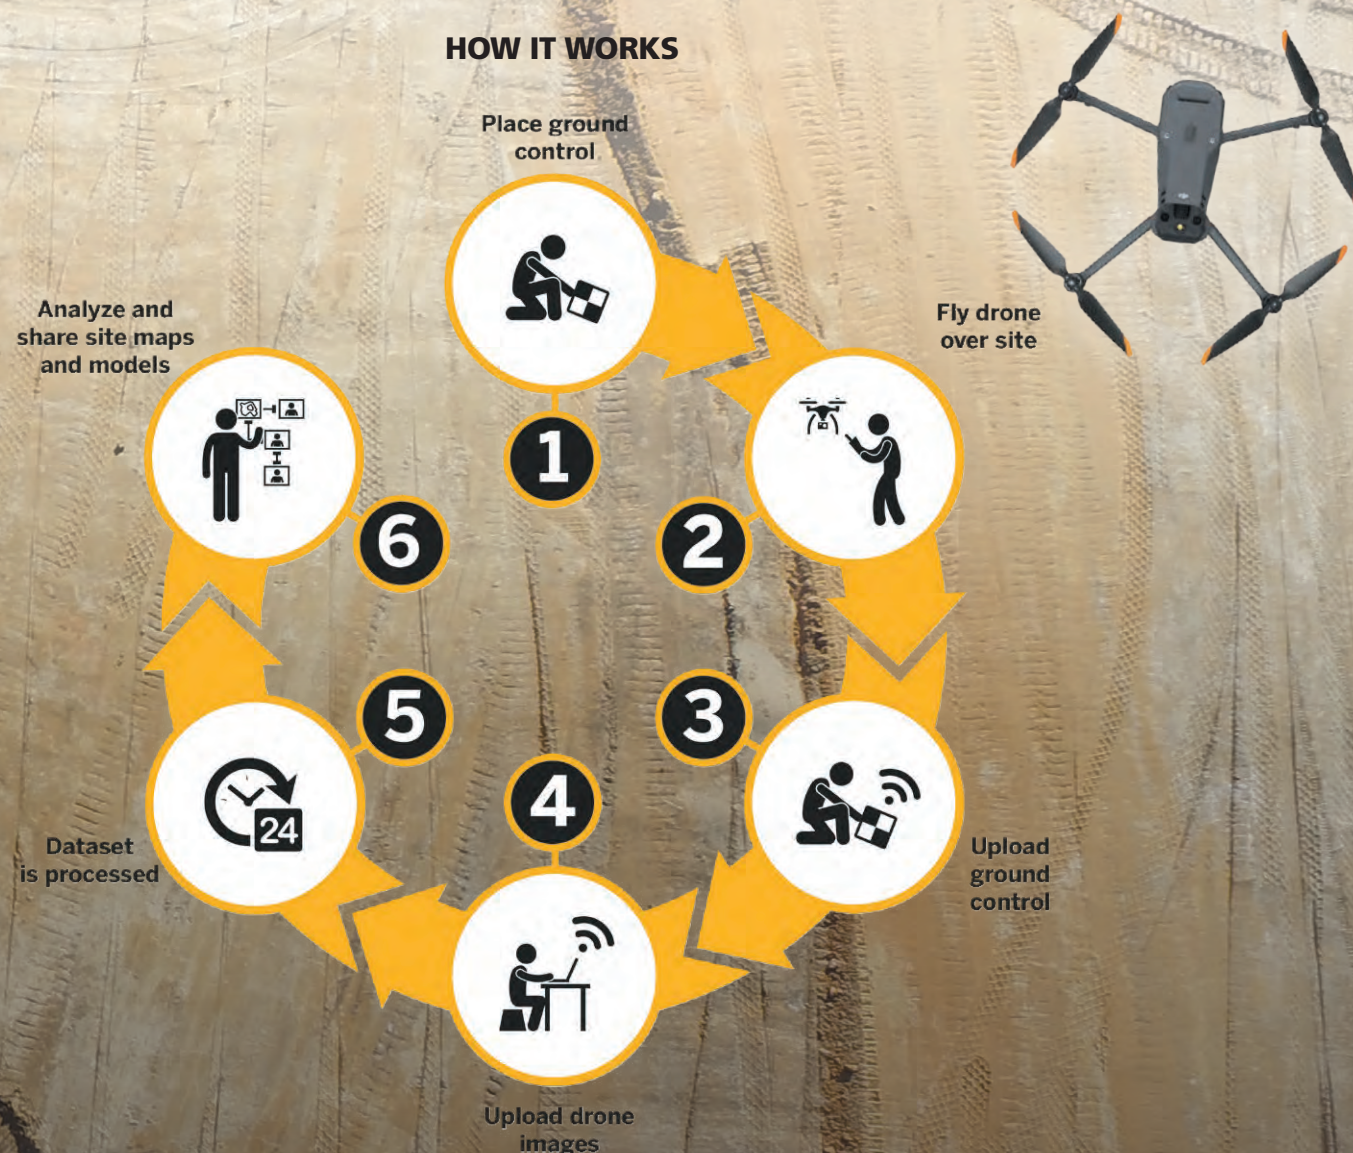 HOW IT WORKS
Place ground
control
1
Fly drone
over site
2
Upload
ground
control
3
Upload drone
images
4
Dataset
is processed
24
5
Analyze and
share site maps
and models
6